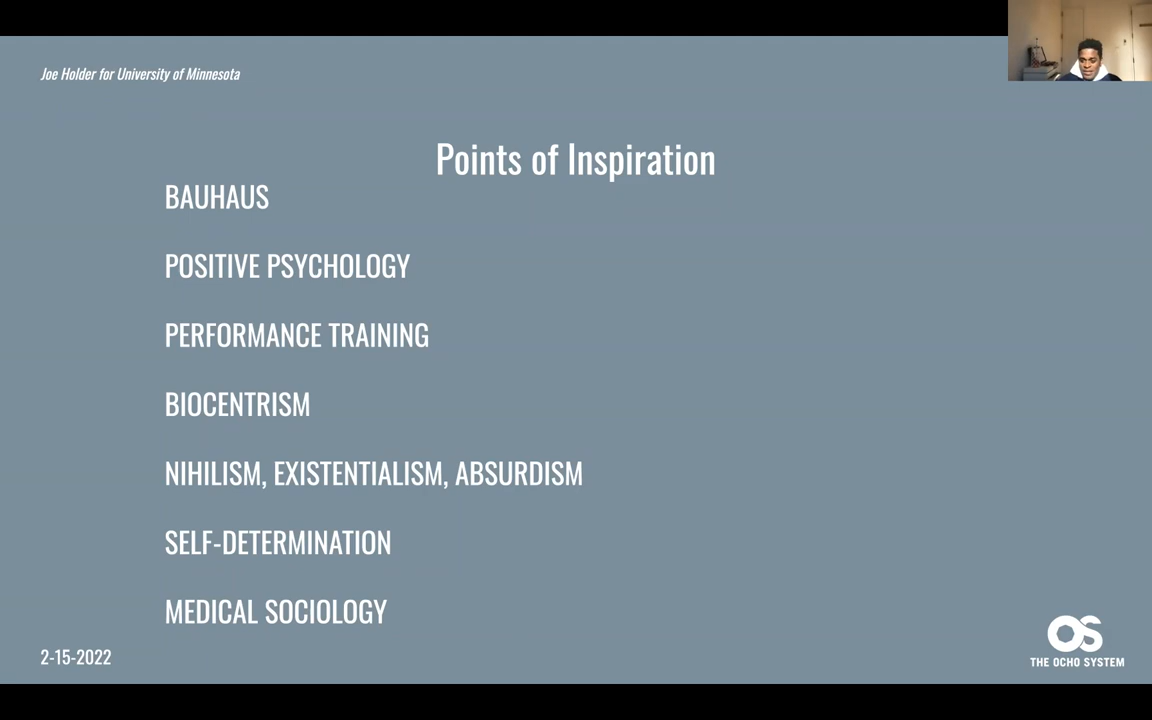 Joe Holder for University of Minnesota
Points of Inspiration
BAUHAUS
POSITIVE PSYCHOLOGY
PERFORMANCE TRAINING
BIOCENTRISM
NIHILISM, EXISTENTIALISM, ABSURDISM
SELF-DETERMINATION
MEDICAL SOCIOLOGY
2-15-2022
OS
THE OCHO SYSTEM